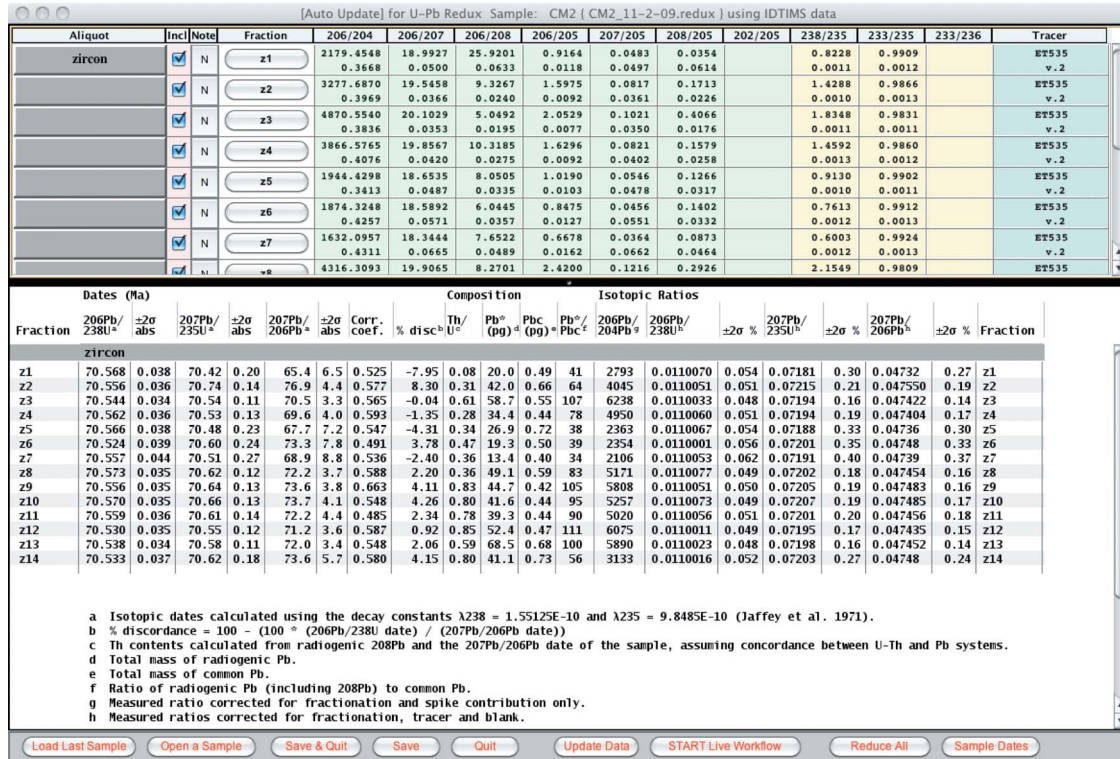 [Auto Update] for U-Pb Redux Sample: CM2 { CM2_11-2-09.redux } using IDTIMS data
Aliquot Incl Note Fraction 206/204 206/207 206/208 206/205 207/205 208/205 202/205 238/235 233/235 233/236 Tracer
zircon N z1 2179.4548 18.9927 25.9201 0.9164 0.0483 0.0354 0.8228 0.9909 ET535
0.3668 0.0500 0.0633 0.0118 0.0497 0.0614 0.0011 0.0012 v.2
N z2 3277.6870 19.5458 9.3267 1.5975 0.0817 0.1713 1.4288 0.9866 ET535
0.3969 0.0366 0.0240 0.0092 0.0361 0.0226 0.0010 0.0013 v.2
N z3 4870.5540 20.1029 5.0492 2.0529 0.1021 0.4066 1.8348 0.9831 ET535
0.3836 0.0353 0.0195 0.0077 0.0350 0.0176 0.0011 0.0011 v.2
N z4 3866.5765 19.8567 10.3185 1.6296 0.0821 0.1579 1.4592 0.9860 ET535
0.4076 0.0420 0.0275 0.0092 0.0402 0.0258 0.0013 0.0012 v.2
N z5 1944.4298 18.6535 8.0505 1.0190 0.0546 0.1266 0.9130 0.9902 ET535
0.3413 0.0487 0.0335 0.0103 0.0478 0.0317 0.0010 0.0011 v.2
N z6 1874.3248 18.5892 6.0445 0.8475 0.0456 0.1402 0.7613 0.9912 ET535
0.4257 0.0571 0.0357 0.0127 0.0551 0.0332 0.0012 0.0013 v.2
N z7 1632.0957 18.3444 7.6522 0.6678 0.0364 0.0873 0.6003 0.9924 ET535
0.4311 0.0665 0.0489 0.0162 0.0662 0.0464 0.0012 0.0013 v.2
N z8 4316.3093 19.9065 8.2701 2.4200 0.1216 0.2926 2.1549 0.9809 ET535
Dates (Ma) Composition Isotopic Ratios
206Pb/ ±2σ 207Pb/ ±2σ 207Pb/ ±2σ Corr. Th/ Pb* Pbc Pb*/ 206Pb/ 206Pb/ 207Pb/ 207Pb/
Fraction 238Uᵃ abs 235Uᵃ abs 206Pbᵃ abs coef. % discᵇ Uᶜ (pg)ᵈ (pg)ᵉ Pbcᶠ 204Pbᵍ 238Uʰ ±2σ % 235Uʰ ±2σ % 206Pbʰ ±2σ % Fraction
zircon
z1 70.568 0.038 70.42 0.20 65.4 6.5 0.525 -7.95 0.08 20.0 0.49 41 2793 0.0110070 0.054 0.07181 0.30 0.04732 0.27 z1
z2 70.556 0.036 70.74 0.14 76.9 4.4 0.577 8.30 0.31 42.0 0.66 64 4045 0.0110051 0.051 0.07215 0.21 0.047550 0.19 z2
z3 70.544 0.034 70.54 0.11 70.5 3.3 0.565 -0.04 0.61 58.7 0.55 107 6238 0.0110033 0.048 0.07194 0.16 0.047422 0.14 z3
z4 70.562 0.036 70.53 0.13 69.6 4.0 0.593 -1.35 0.28 34.4 0.44 78 4950 0.0110060 0.051 0.07194 0.19 0.047404 0.17 z4
z5 70.566 0.038 70.48 0.23 67.7 7.2 0.547 -4.31 0.34 26.9 0.72 38 2363 0.0110067 0.054 0.07188 0.33 0.04736 0.30 z5
z6 70.524 0.039 70.60 0.24 73.3 7.8 0.491 3.78 0.47 19.3 0.50 39 2354 0.0110001 0.056 0.07201 0.35 0.04748 0.33 z6
z7 70.557 0.044 70.51 0.27 68.9 8.8 0.536 -2.40 0.36 13.4 0.40 34 2106 0.0110053 0.062 0.07191 0.40 0.04739 0.37 z7
z8 70.573 0.035 70.62 0.12 72.2 3.7 0.588 2.20 0.36 49.1 0.59 83 5171 0.0110077 0.049 0.07202 0.18 0.047454 0.16 z8
z9 70.556 0.035 70.64 0.13 73.6 3.8 0.663 4.11 0.83 44.7 0.42 105 5808 0.0110051 0.050 0.07205 0.19 0.047483 0.16 z9
z10 70.570 0.035 70.66 0.13 73.7 4.1 0.548 4.26 0.80 41.6 0.44 95 5257 0.0110073 0.049 0.07207 0.19 0.047485 0.17 z10
z11 70.559 0.036 70.61 0.14 72.2 4.4 0.485 2.34 0.78 39.3 0.44 90 5020 0.0110056 0.051 0.07201 0.20 0.047456 0.18 z11
z12 70.530 0.035 70.55 0.12 71.2 3.6 0.587 0.92 0.85 52.4 0.47 111 6075 0.0110011 0.049 0.07195 0.17 0.047435 0.15 z12
z13 70.538 0.034 70.58 0.11 72.0 3.4 0.548 2.06 0.59 68.5 0.68 100 5890 0.0110023 0.048 0.07198 0.16 0.047452 0.14 z13
z14 70.533 0.037 70.62 0.18 73.6 5.7 0.580 4.15 0.80 41.1 0.73 56 3133 0.0110016 0.052 0.07203 0.27 0.04748 0.24 z14
a Isotopic dates calculated using the decay constants λ238 = 1.55125E-10 and λ235 = 9.8485E-10 (Jaffey et al. 1971).
b % discordance = 100 - (100 * (206Pb/238U date) / (207Pb/206Pb date))
c Th contents calculated from radiogenic 208Pb and the 207Pb/206Pb date of the sample, assuming concordance between U-Th and Pb systems.
d Total mass of radiogenic Pb.
e Total mass of common Pb.
f Ratio of radiogenic Pb (including 208Pb) to common Pb.
g Measured ratio corrected for fractionation and spike contribution only.
h Measured ratios corrected for fractionation, tracer and blank.
Load Last Sample Open a Sample Save & Quit Save Quit Update Data START Live Workflow Reduce All Sample Dates